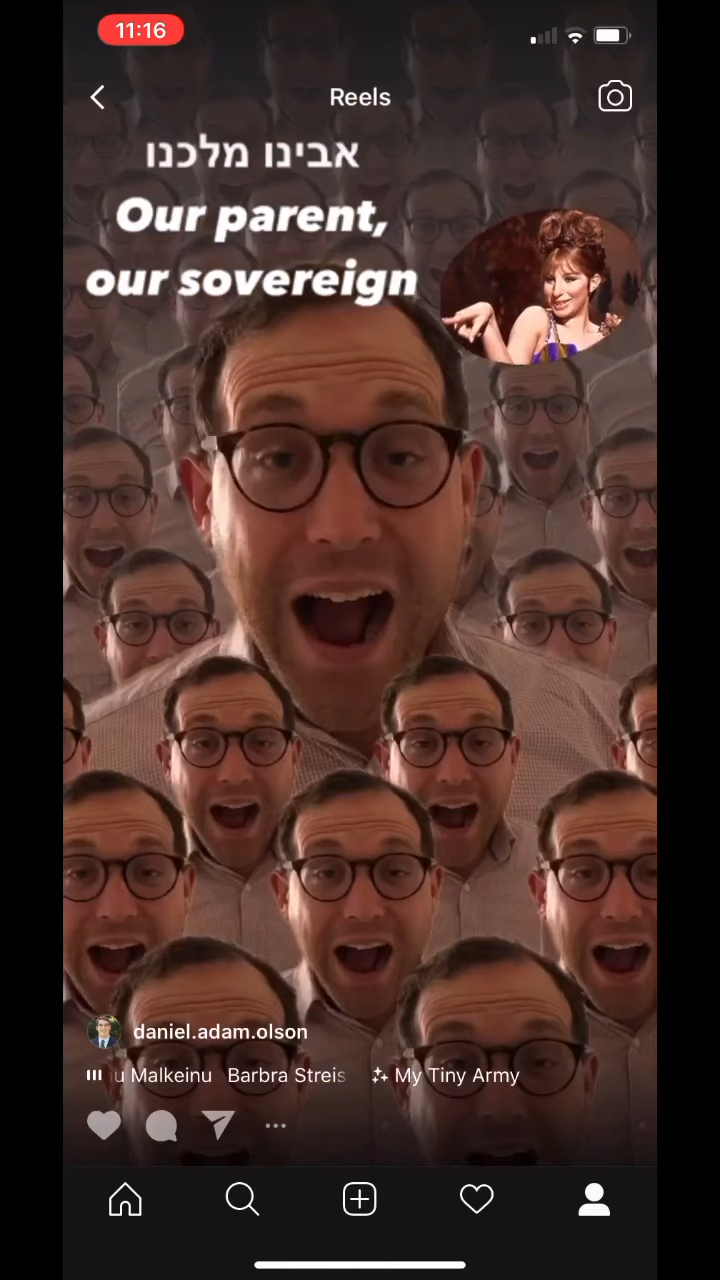 11:16
Reels
אבינו מלכנו
Our parent,
our sovereign
daniel.adam.olson
u Malkeinu Barbra Streis My Tiny Army